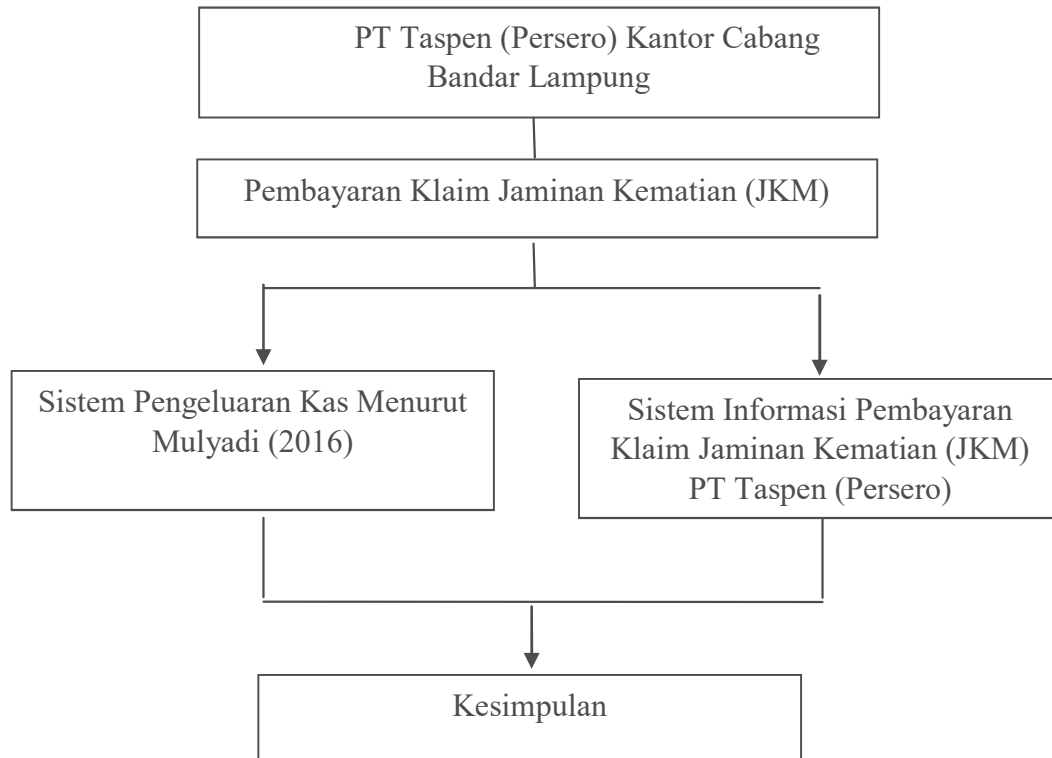 PT Taspen (Persero) Kantor Cabang
Bandar Lampung
Pembayaran Klaim Jaminan Kematian (JKM)
Sistem Pengeluaran Kas Menurut
Mulyadi (2016)
Sistem Informasi Pembayaran
Klaim Jaminan Kematian (JKM)
PT Taspen (Persero)
Kesimpulan